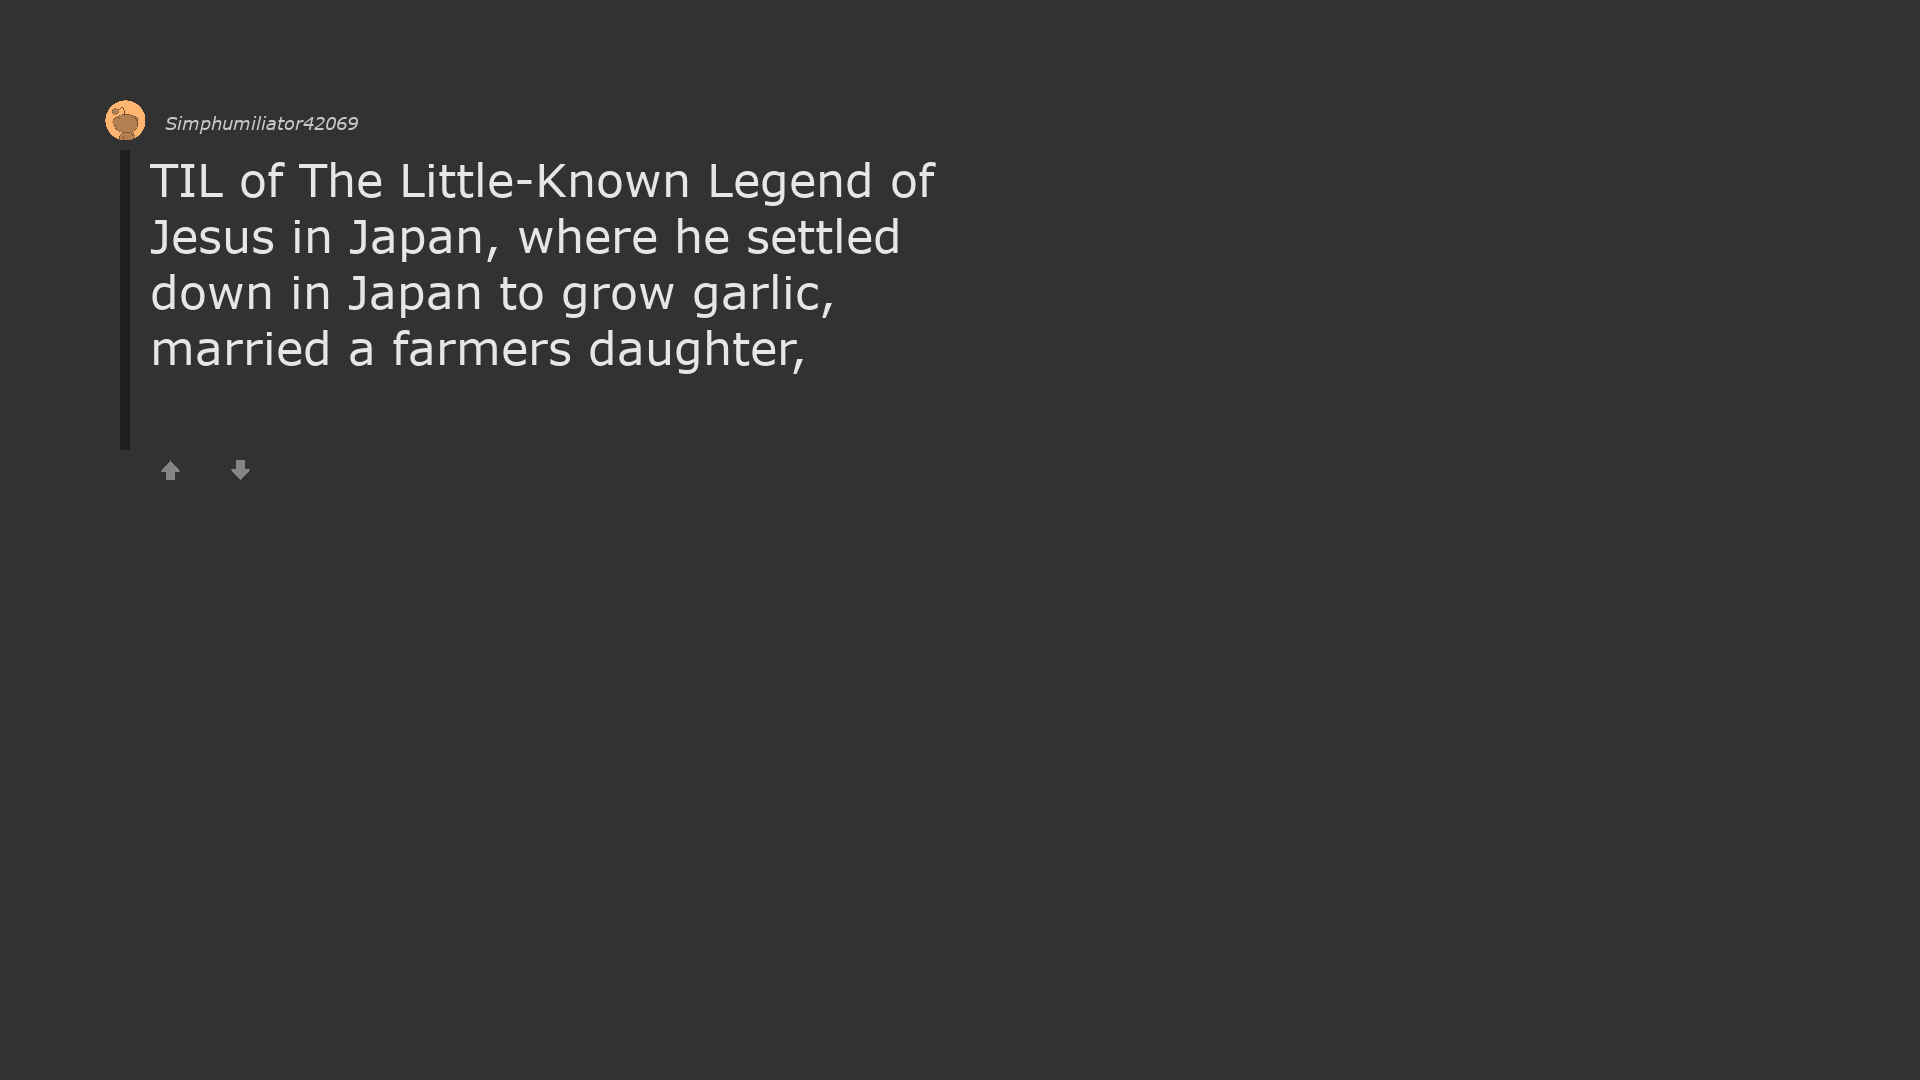 Simphumiliator42069
TIL of The Little-Known Legend of
Jesus in Japan, where he settled
down in Japan to grow garlic,
married a farmers daughter,